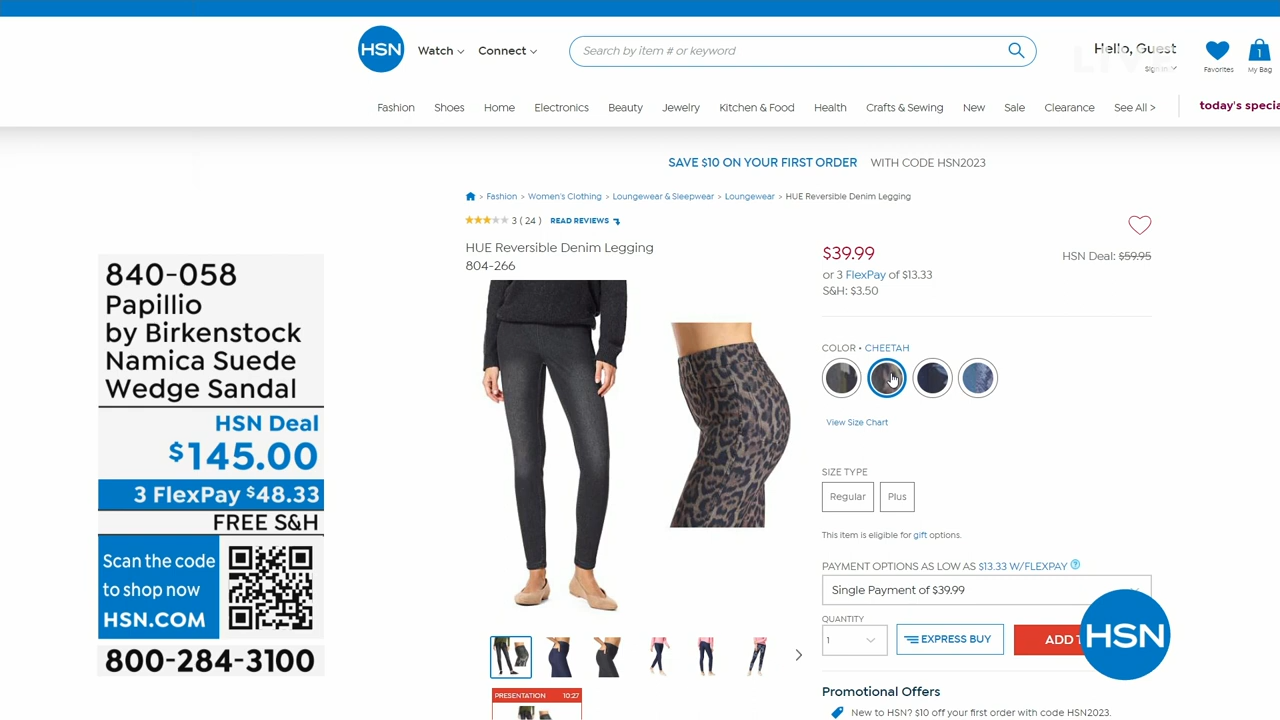 HSN
Watch
Connect
Search by item # or keyword
Hello, Guest
Sign In
LIVE
Favorites
1
My Bag
Fashion
Shoes
Home
Electronics
Beauty
Jewelry
Kitchen & Food
Health
Crafts & Sewing
New
Sale
Clearance
See All >
today's specia
SAVE $10 ON YOUR FIRST ORDER WITH CODE HSN2023
> Fashion > Women's Clothing > Loungewear & Sleepwear > Loungewear > HUE Reversible Denim Legging
3 ( 24 ) READ REVIEWS
HUE Reversible Denim Legging
804-266
$39.99
HSN Deal: $59.95
or 3 FlexPay of $13.33
S&H: $3.50
COLOR • CHEETAH
View Size Chart
SIZE TYPE
Regular
Plus
This item is eligible for gift options.
PAYMENT OPTIONS AS LOW AS $13.33 W/FLEXPAY ?
Single Payment of $39.99
QUANTITY
1
EXPRESS BUY
ADD T
HSN
PRESENTATION 10:27
Promotional Offers
New to HSN? $10 off your first order with code HSN2023.
840-058
Papillio
by Birkenstock
Namica Suede
Wedge Sandal
HSN Deal
$145.00
3 FlexPay $48.33
FREE S&H
Scan the code
to shop now
HSN.COM
800-284-3100